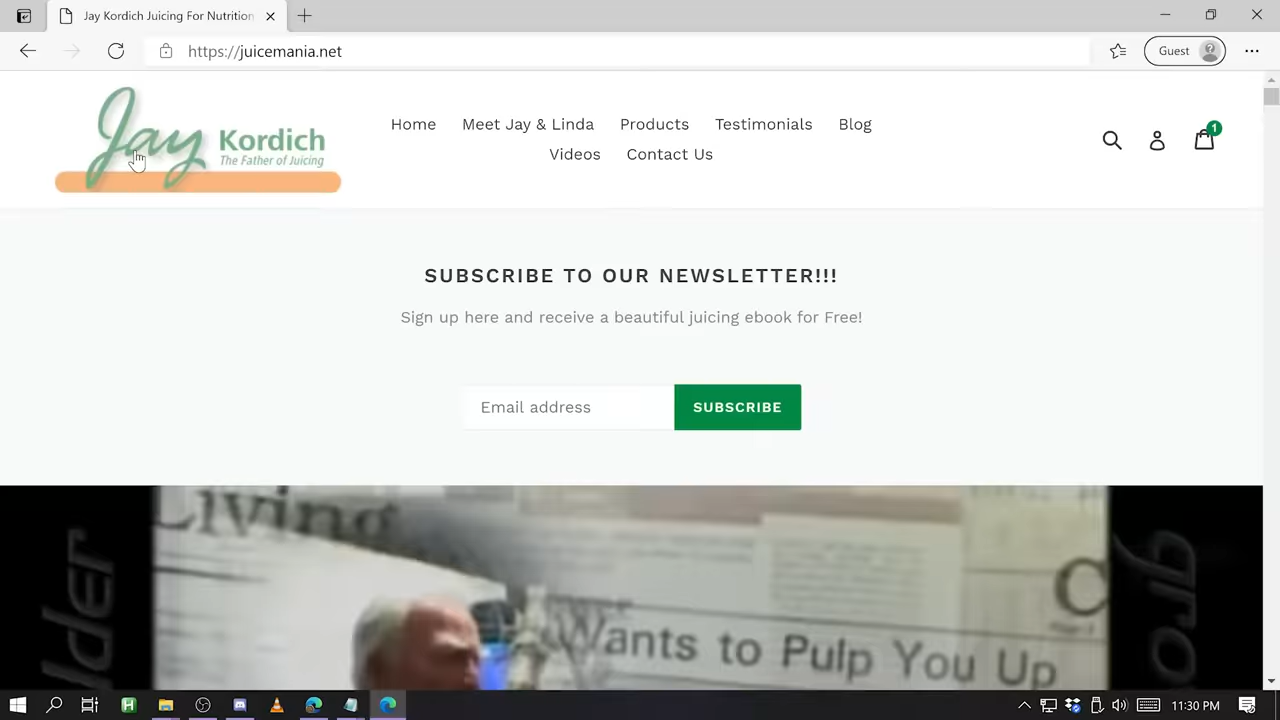 Jay Kordich Juicing For Nutrition
https://juicemania.net
Guest
Jay Kordich
The Father of Juicing
Home
Meet Jay & Linda
Products
Testimonials
Blog
Videos
Contact Us
1
SUBSCRIBE TO OUR NEWSLETTER!!!
Sign up here and receive a beautiful juicing ebook for Free!
Email address
SUBSCRIBE
Living
Wants to Pulp You Up
11:30 PM